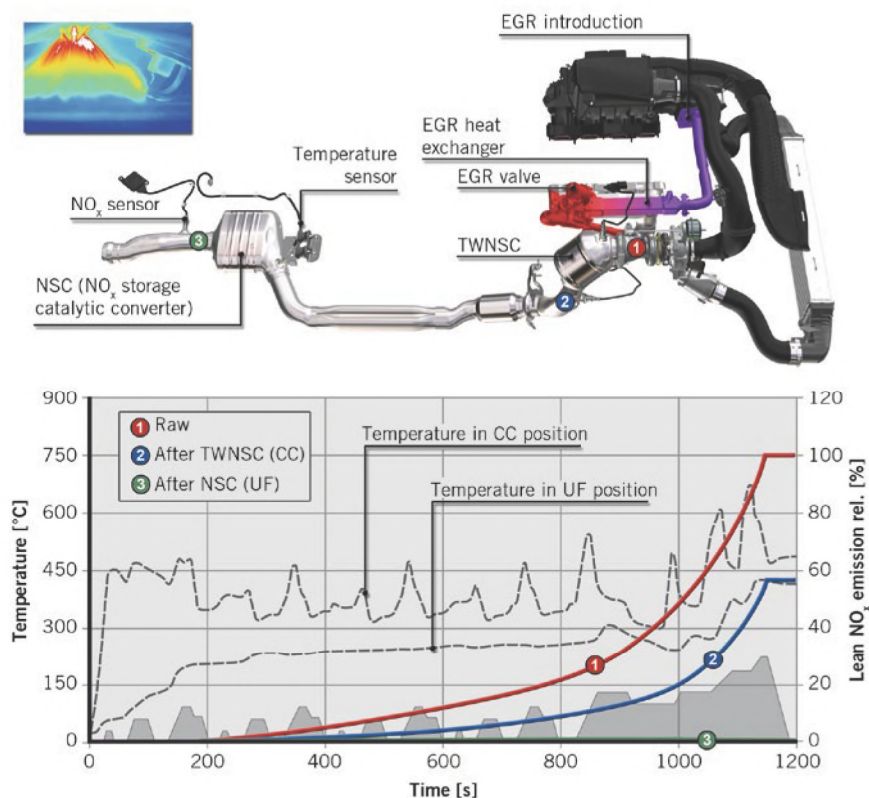 EGR introduction
EGR heat
exchanger
EGR valve
Temperature
sensor
NOx sensor
TWNSC
NSC (NOx storage
catalytic converter)
1
2
3
900
750
600
450
300
150
0
Temperature [°C]
1 Raw
2 After TWNSC (CC)
3 After NSC (UF)
Temperature in CC position
Temperature in UF position
1
2
3
120
100
80
60
40
20
0
Lean NOx emission rel. [%]
0 200 400 600 800 1000 1200
Time [s]